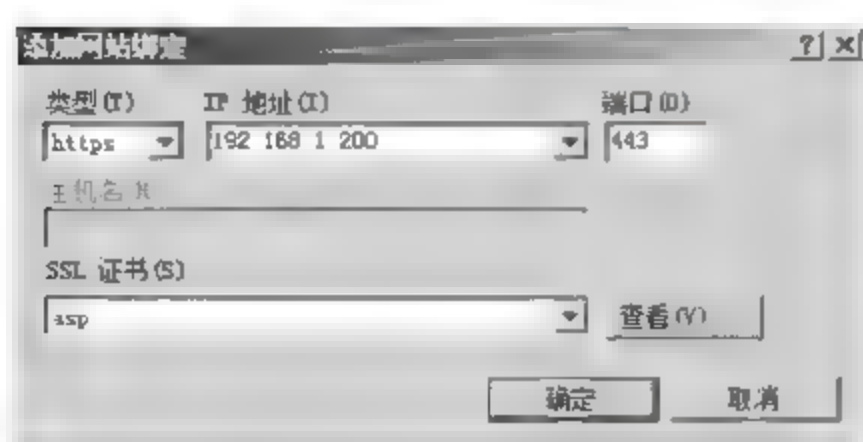 添加网站绑定
类型(T) IP 地址(I) 端口(O)
https 192 168 1 200 443
主机名 H
SSL 证书(S)
asp 查看(V)
确定 取消